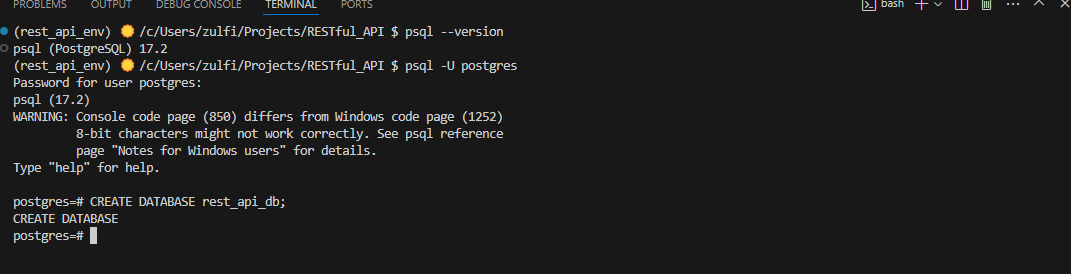 PROBLEMS OUTPUT DEBUG CONSOLE TERMINAL PORTS bash
(rest_api_env) /c/Users/zulfi/Projects/RESTful_API $ psql --version
psql (PostgreSQL) 17.2
(rest_api_env) /c/Users/zulfi/Projects/RESTful_API $ psql -U postgres
Password for user postgres:
psql (17.2)
WARNING: Console code page (850) differs from Windows code page (1252)
8-bit characters might not work correctly. See psql reference
page "Notes for Windows users" for details.
Type "help" for help.
postgres=# CREATE DATABASE rest_api_db;
CREATE DATABASE
postgres=#